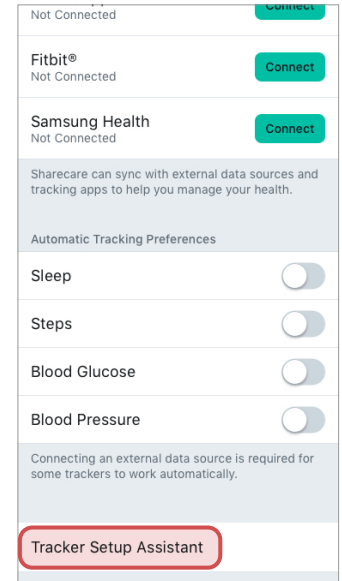 Not Connected
Connect
Fitbit®
Not Connected
Connect
Samsung Health
Not Connected
Connect
Sharecare can sync with external data sources and
tracking apps to help you manage your health.
Automatic Tracking Preferences
Sleep
Steps
Blood Glucose
Blood Pressure
Connecting an external data source is required for
some trackers to work automatically.
Tracker Setup Assistant